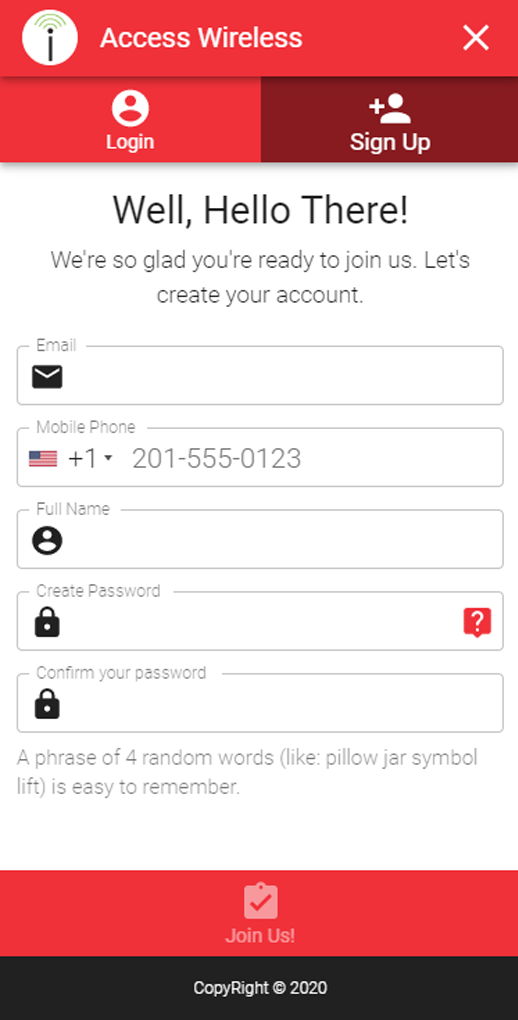 Access Wireless
Login
Sign Up
Well, Hello There!
We're so glad you're ready to join us. Let's
create your account.
Email
Mobile Phone
+1 201-555-0123
Full Name
Create Password
?
Confirm your password
A phrase of 4 random words (like: pillow jar symbol
lift) is easy to remember.
Join Us!
CopyRight © 2020